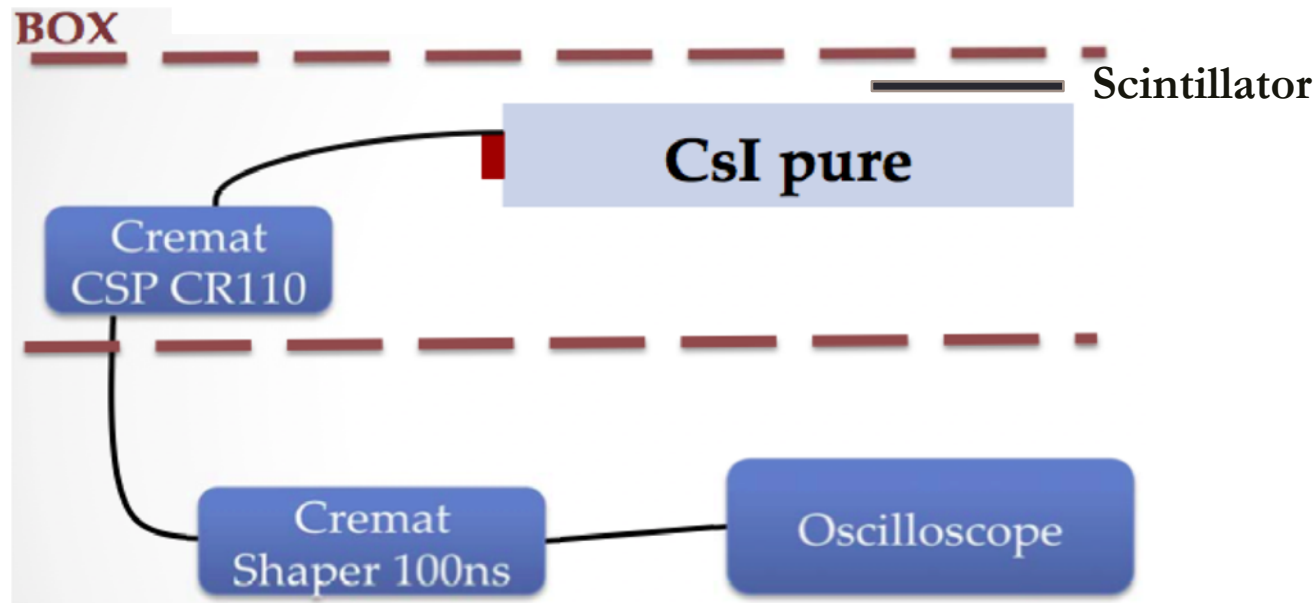 BOX
Scintillator
CsI pure
Cremat
CSP CR110
Cremat
Shaper 100ns
Oscilloscope